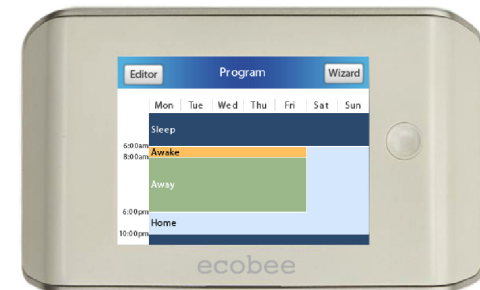 Editor Program Wizard
Mon Tue Wed Thu Fri Sat Sun
Sleep
6:00am
Awake
8:00am
Away
6:00pm
Home
10:00pm
ecobee